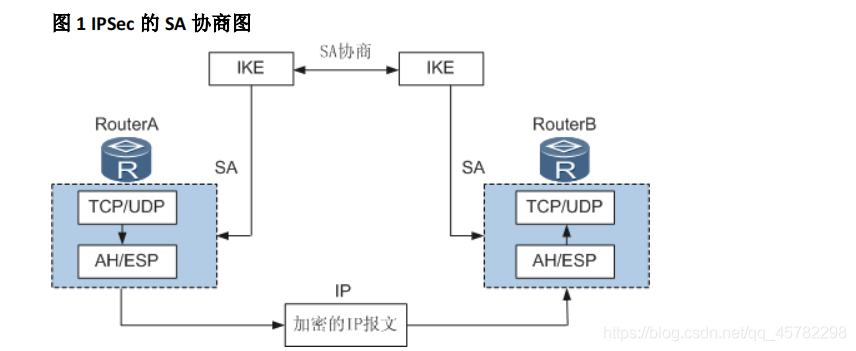 图 1 IPSec 的 SA 协商图
SA协商
IKE
IKE
RouterA
RouterB
R
R
SA
SA
TCP/UDP
TCP/UDP
AH/ESP
AH/ESP
IP
加密的IP报文
https://blog.csdn.net/qq_45782298